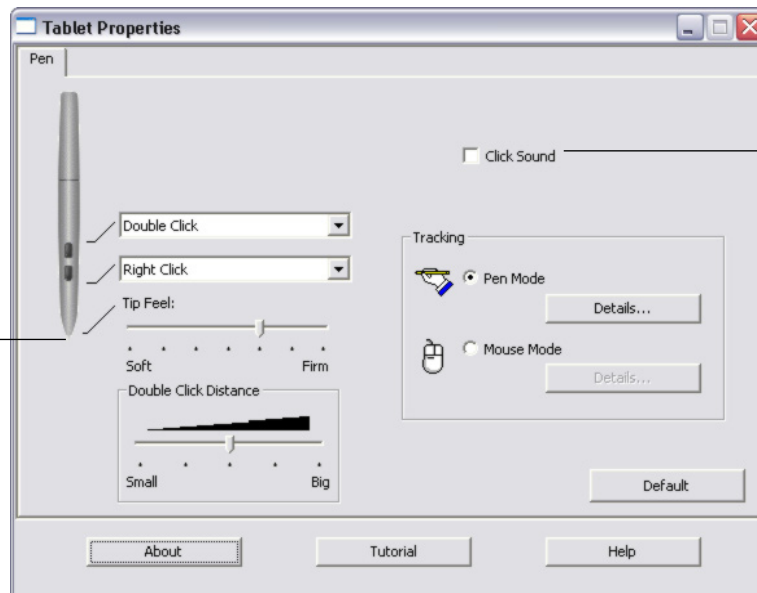 Tablet Properties
Pen
Click Sound
Double Click
Right Click
Tip Feel:
Soft Firm
Double Click Distance
Small Big
Tracking
Pen Mode
Details...
Mouse Mode
Details...
Default
About Tutorial Help